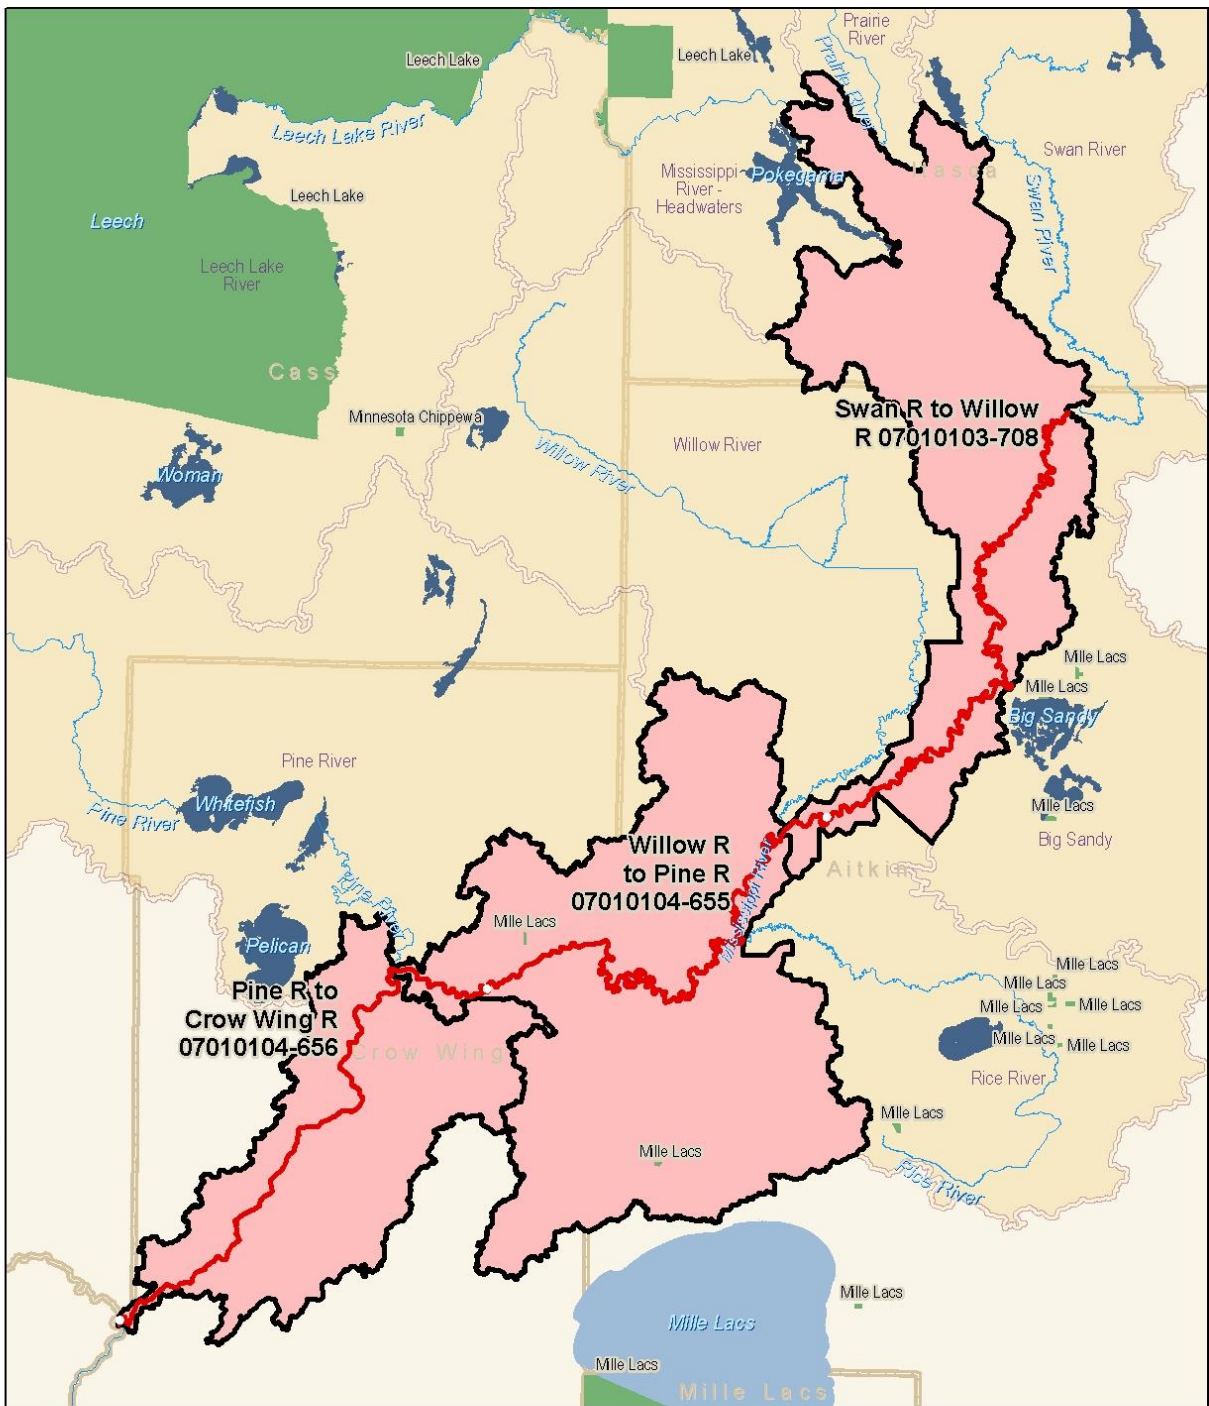 Prairie
River
Prairie River
Leech Lake
Leech Lake
Leech Lake River
Swan River
Mississippi
River -
Headwaters
Pokegama
Itasca
Swan River
Leech Lake
Leech
Leech Lake
River
Cass
Minnesota Chippewa
Swan R to Willow
R 07010103-708
Willow River
Willow River
Woman
Mille Lacs
Mille Lacs
Big Sandy
Pine River
Whitefish
Pine River
Mille Lacs
Big Sandy
Willow R
to Pine R
07010104-655
Mississippi River
Aitkin
Pine River
Mille Lacs
Pelican
Pine R to
Crow Wing R
07010104-656
Crow Wing
Mille Lacs
Mille Lacs
Mille Lacs
Mille Lacs
Mille Lacs
Mille Lacs
Rice River
Mille Lacs
Mille Lacs
Rice River
Mille Lacs
Mille Lacs
Mille Lacs
Mille Lacs